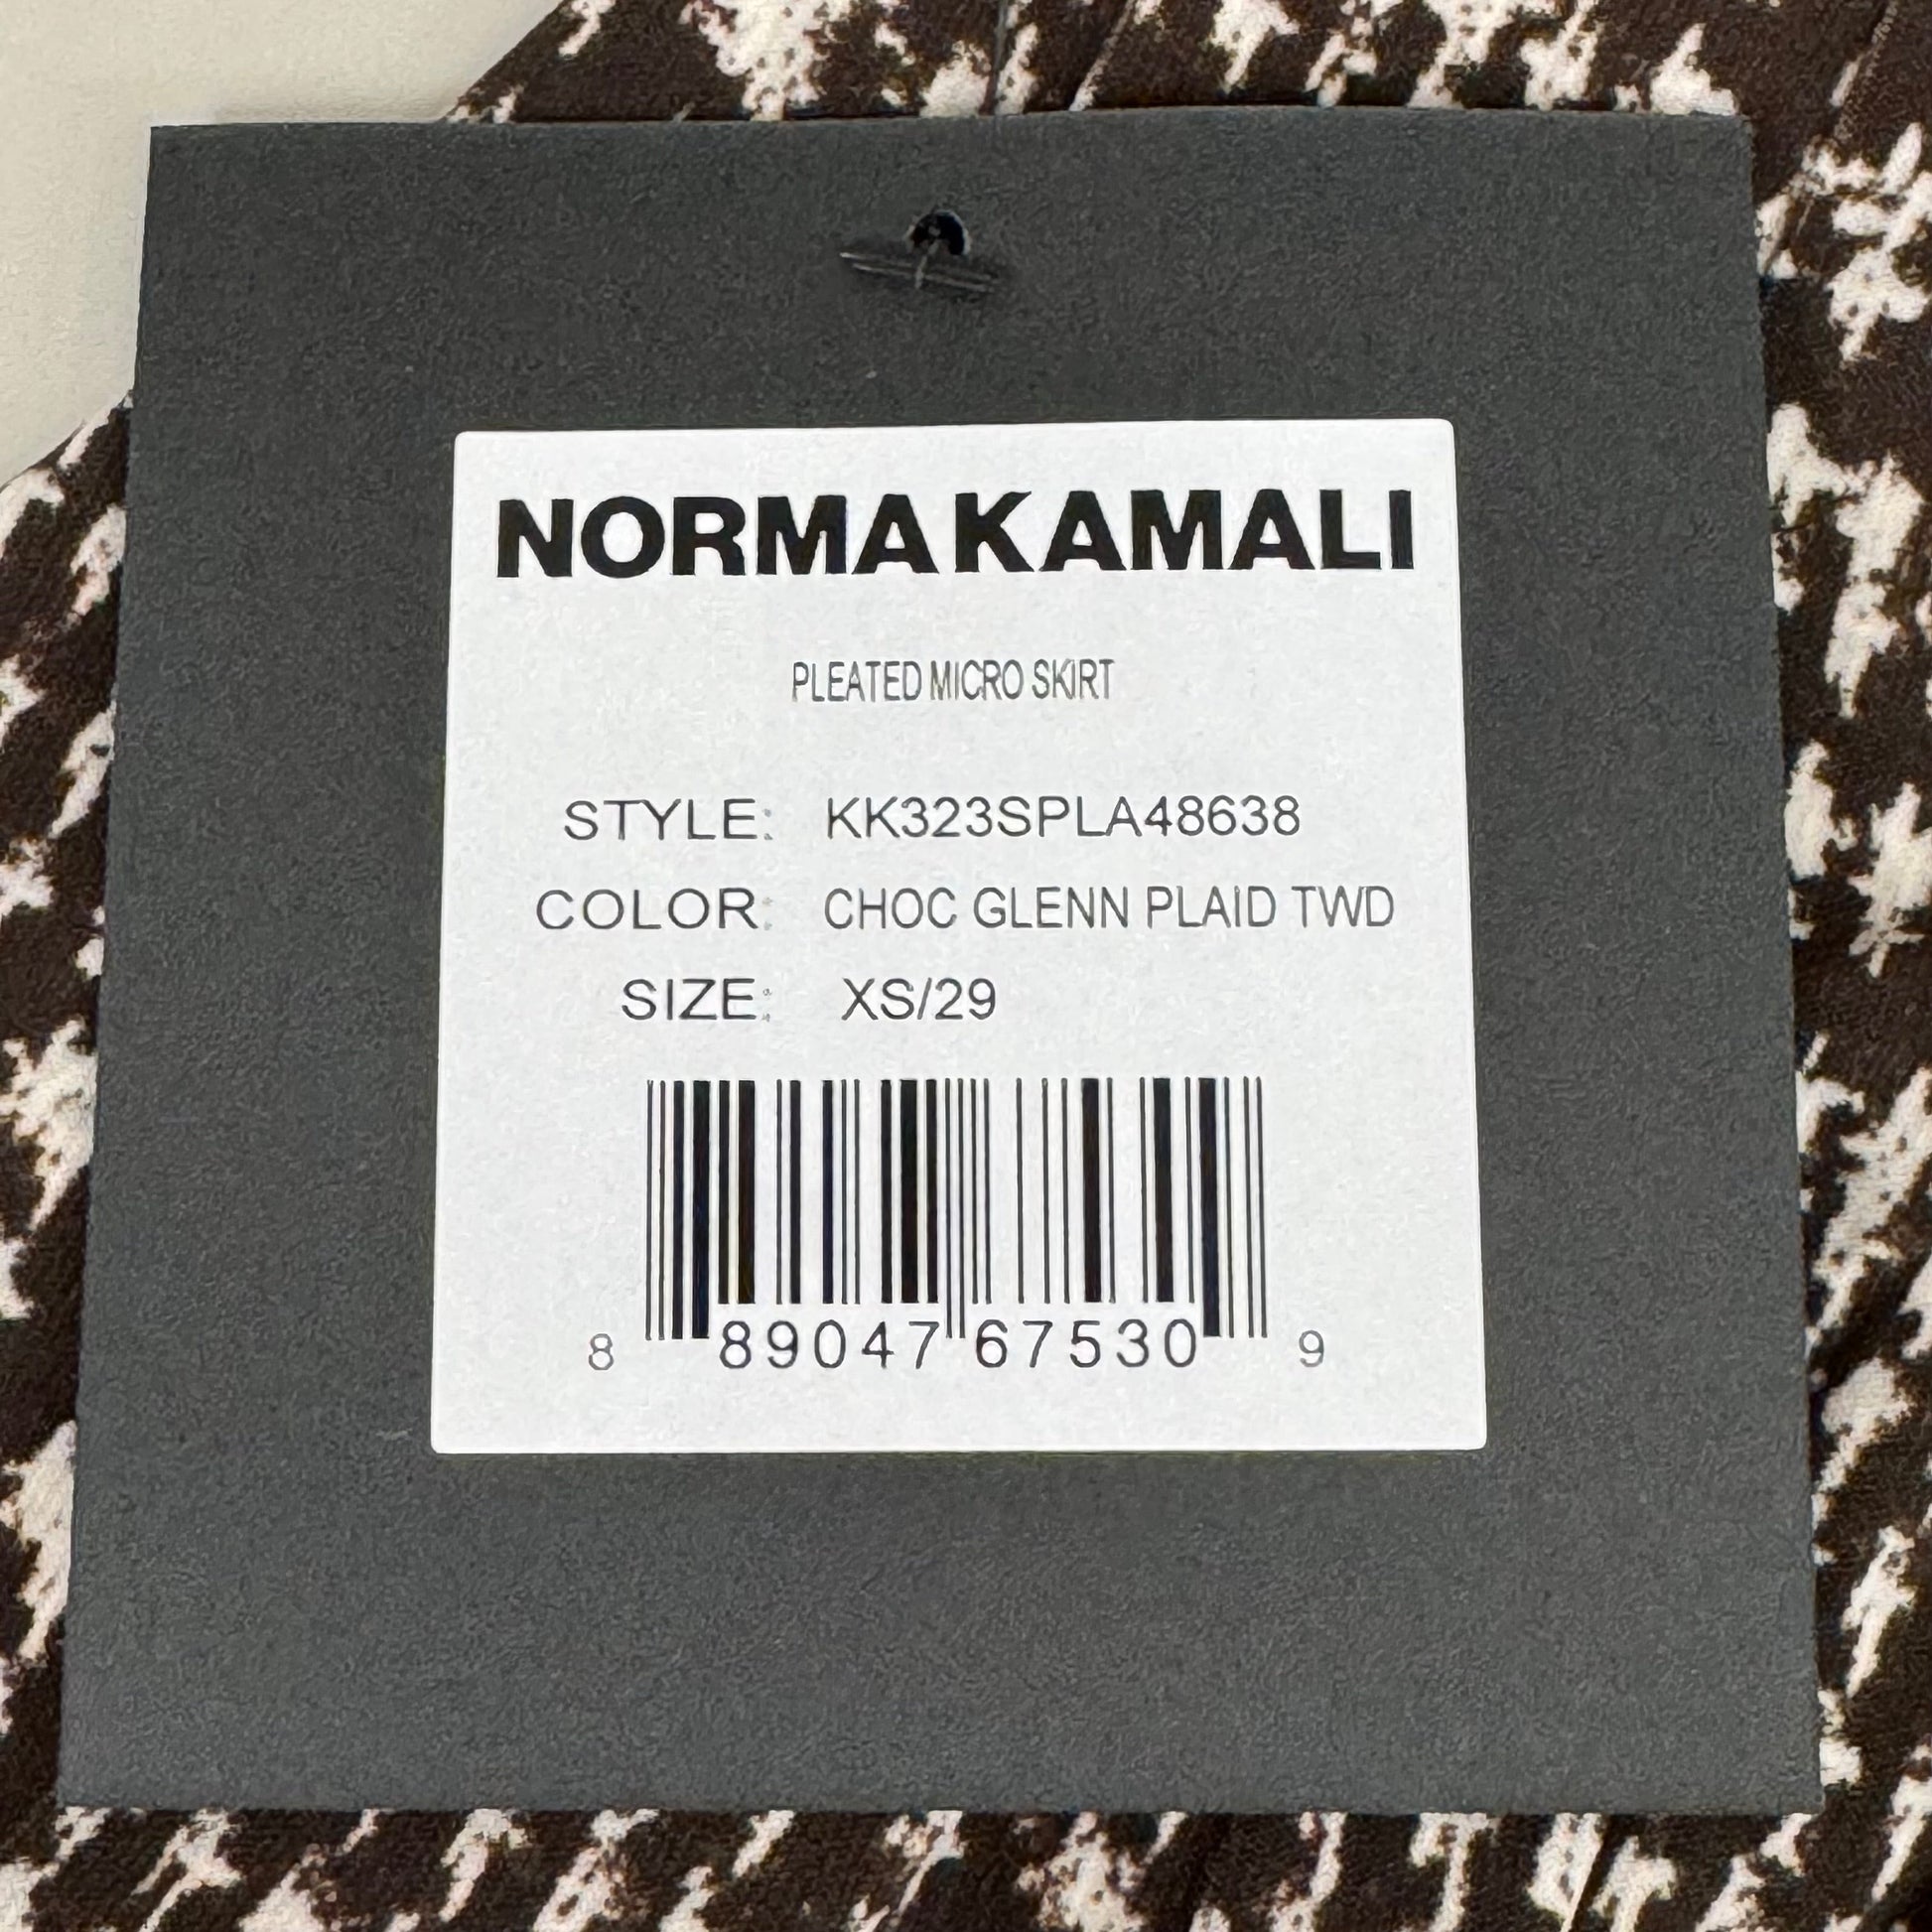 NORMA KAMALI
PLEATED MICRO SKIRT
STYLE: KK323SPLA48638
COLOR: CHOC GLENN PLAID TWD
SIZE: XS/29
8 89047 67530 9